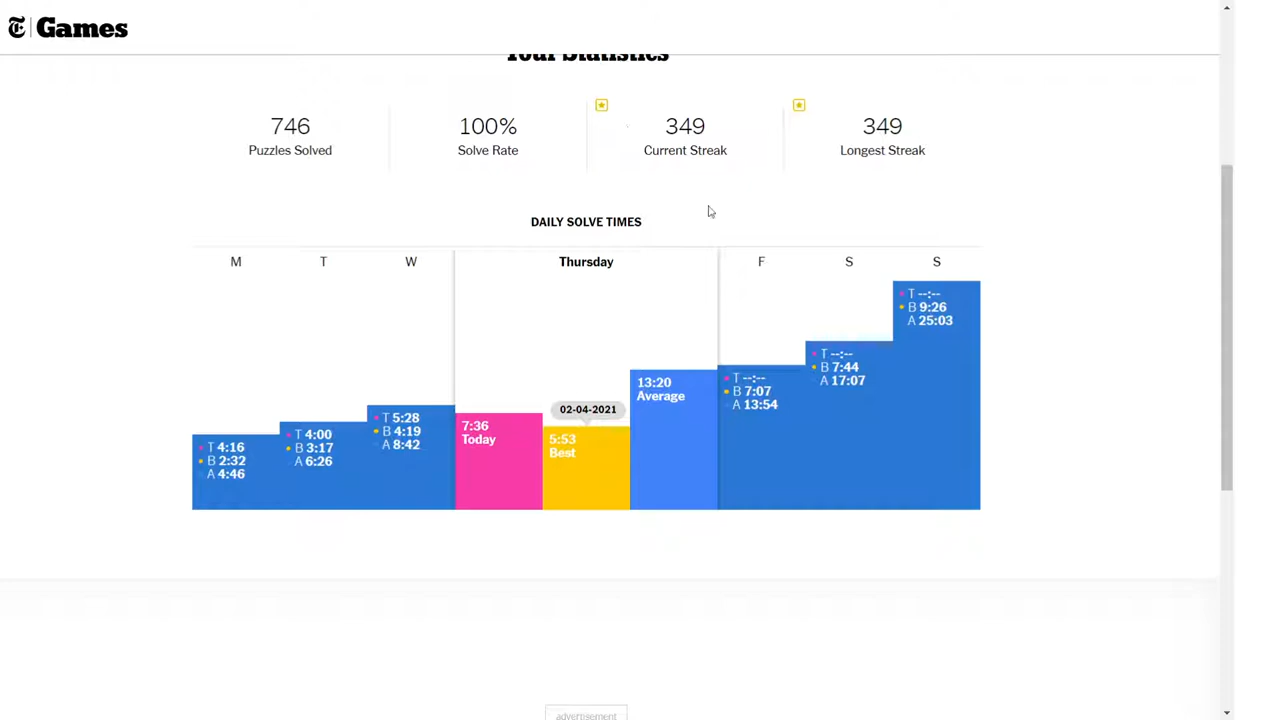 T Games
Your Statistics
746
Puzzles Solved
100%
Solve Rate
349
Current Streak
349
Longest Streak
DAILY SOLVE TIMES
M
T
W
Thursday
F
S
S
T 4:16
B 2:32
A 4:46
T 4:00
B 3:17
A 6:26
T 5:28
B 4:19
A 8:42
7:36
Today
02-04-2021
5:53
Best
13:20
Average
T --:--
B 7:07
A 13:54
T --:--
B 7:44
A 17:07
T --:--
B 9:26
A 25:03
advertisement